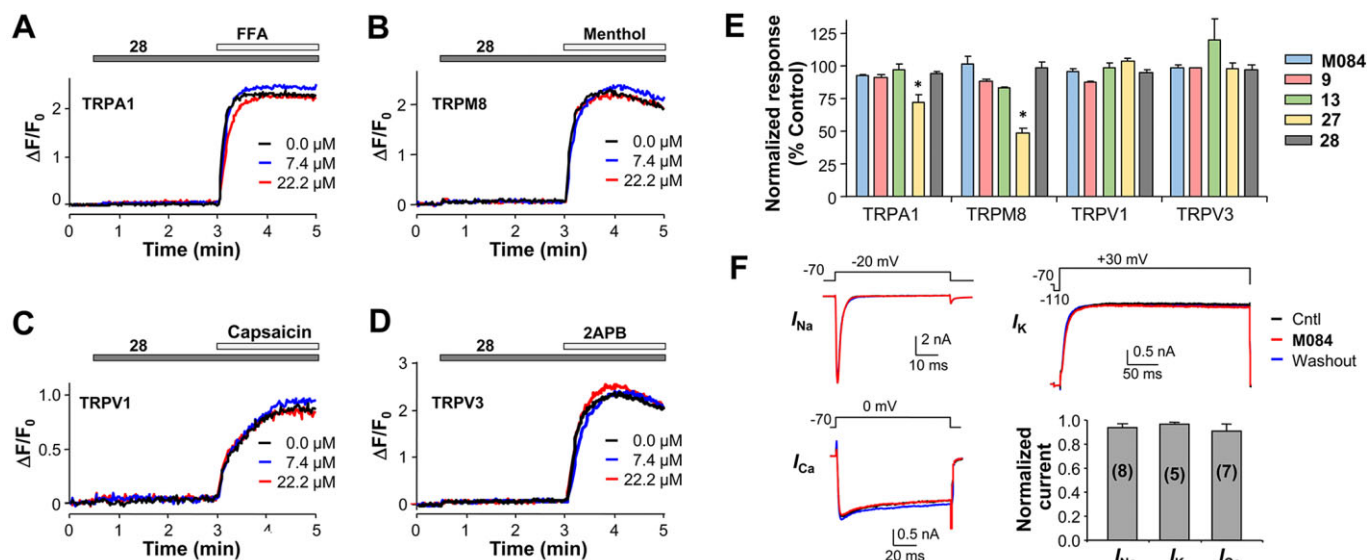 A
28
FFA
TRPA1
ΔF/F0
2
1
0
0.0 µM
7.4 µM
22.2 µM
0 1 2 3 4 5
Time (min)
B
28
Menthol
TRPM8
2
1
0
0.0 µM
7.4 µM
22.2 µM
0 1 2 3 4 5
Time (min)
C
28
Capsaicin
TRPV1
ΔF/F0
1.0
0.5
0
0.0 µM
7.4 µM
22.2 µM
0 1 2 3 5
Time (min)
D
28
2APB
TRPV3
3
2
1
0
0.0 µM
7.4 µM
22.2 µM
0 1 2 3 4 5
Time (min)
E
Normalized response
(% Control)
125
100
75
50
25
0
* *
TRPA1 TRPM8 TRPV1 TRPV3
M084
9
13
27
28
F
-70 -20 mV
INa
2 nA
10 ms
-70 +30 mV
-110
IK
0.5 nA
50 ms
Cntl
M084
Washout
-70 0 mV
ICa
0.5 nA
20 ms
Normalized
current
1.0
0.8
0.6
0.4
0.2
0
(8) (5) (7)